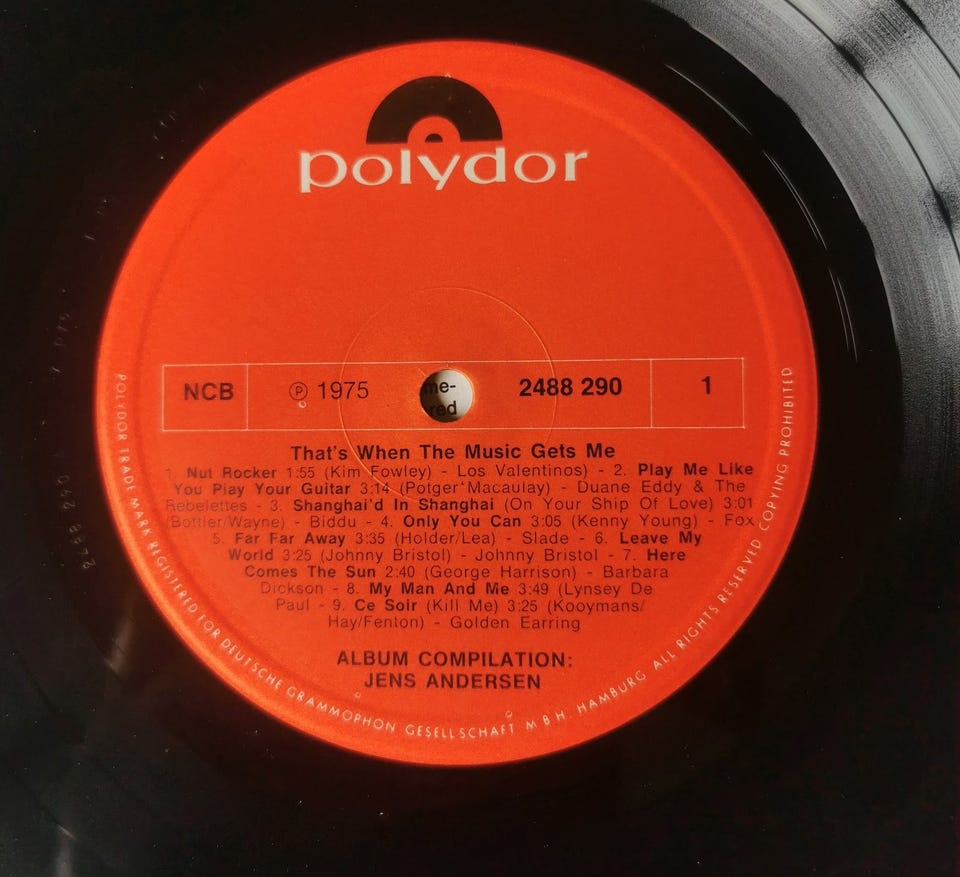 polydor
NCB ℗ 1975 me- 2488 290 1
red
That's When The Music Gets Me
1. Nut Rocker 1:55 (Kim Fowley) - Los Valentinos) - 2. Play Me Like
You Play Your Guitar 3:14 (Potger*Macaulay) - Duane Eddy & The
Rebelettes - 3. Shanghai'd In Shanghai (On Your Ship Of Love) 3:01
(Bottler/Wayne) - Biddu - 4. Only You Can 3:05 (Kenny Young) - Fox
5. Far Far Away 3:35 (Holder/Lea) - Slade - 6. Leave My
World 3:25 (Johnny Bristol) - Johnny Bristol - 7. Here
Comes The Sun 2:40 (George Harrison) - Barbara
Dickson - 8. My Man And Me 3:49 (Lynsey De
Paul - 9. Ce Soir (Kill Me) 3:25 (Kooymans/
Hay/Fenton) - Golden Earring
ALBUM COMPILATION:
JENS ANDERSEN
POLYDOR TRADE MARK REGISTERED FOR DEUTSCHE GRAMMOPHON GESELLSCHAFT M B H. HAMBURG ALL RIGHTS RESERVED COPYING PROHIBITED